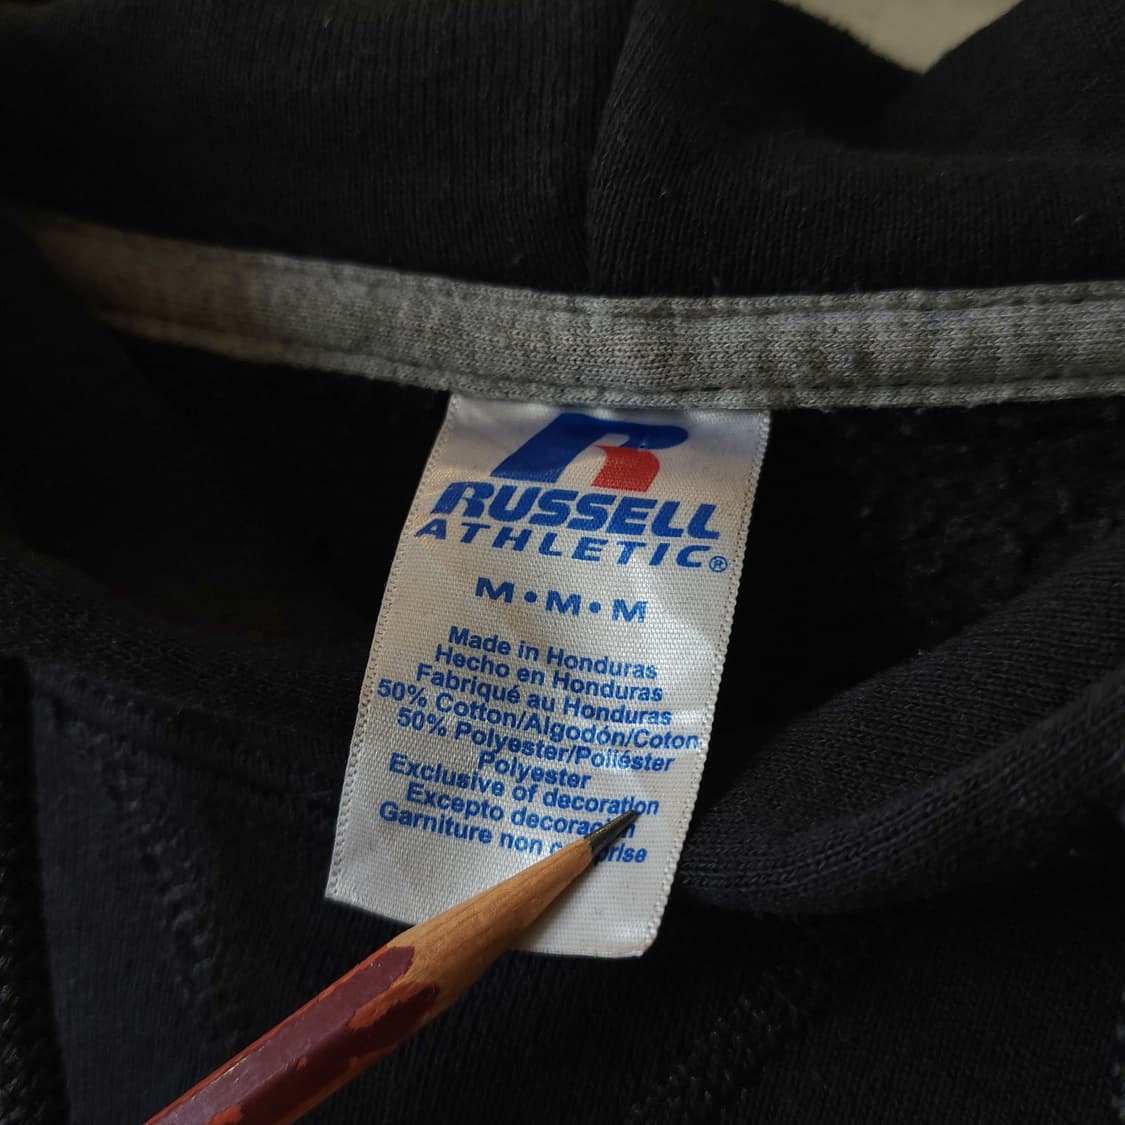 RUSSELL
ATHLETIC®
M•M•M
Made in Honduras
Hecho en Honduras
Fabriqué au Honduras
50% Cotton/Algodón/Coton
50% Polyester/Poliéster
Polyester
Exclusive of decoration
Excepto
Garniture non